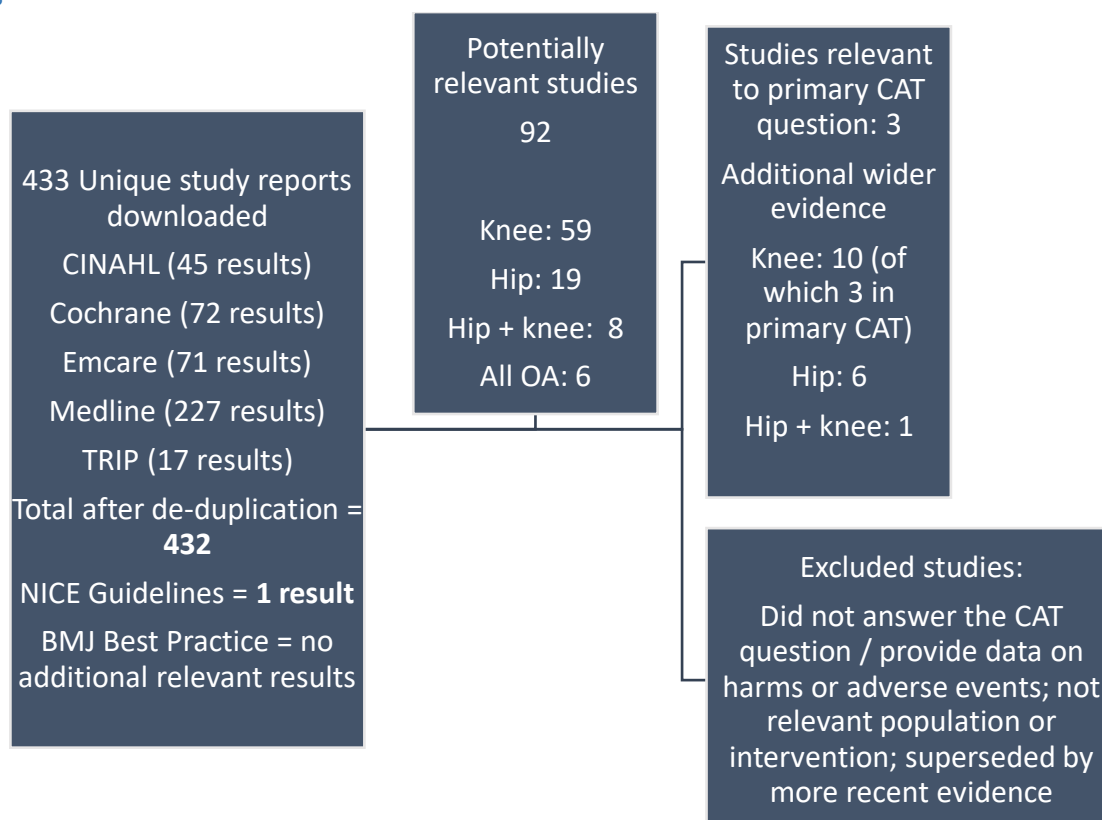 433 Unique study reports
downloaded
CINAHL (45 results)
Cochrane (72 results)
Emcare (71 results)
Medline (227 results)
TRIP (17 results)
Total after de-duplication =
432
NICE Guidelines = 1 result
BMJ Best Practice = no
additional relevant results
Potentially
relevant studies
92
Knee: 59
Hip: 19
Hip + knee: 8
All OA: 6
Studies relevant
to primary CAT
question: 3
Additional wider
evidence
Knee: 10 (of
which 3 in
primary CAT)
Hip: 6
Hip + knee: 1
Excluded studies:
Did not answer the CAT
question / provide data on
harms or adverse events; not
relevant population or
intervention; superseded by
more recent evidence